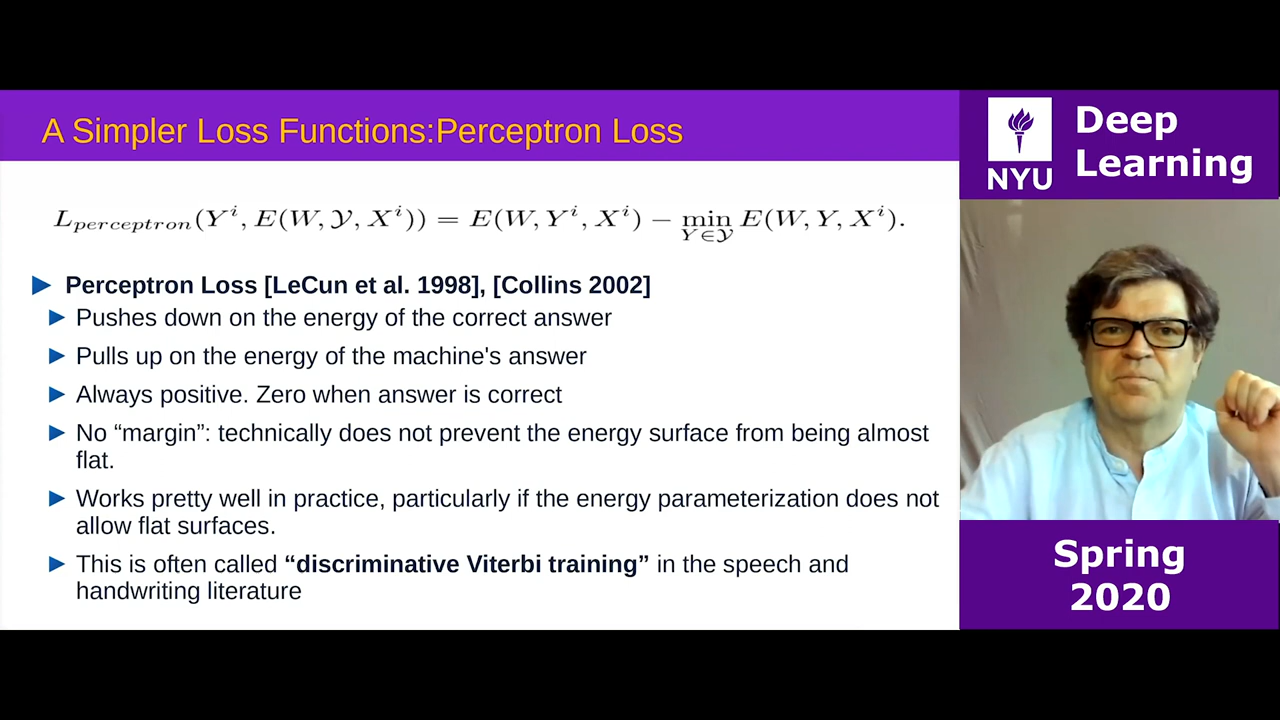 A Simpler Loss Functions:Perceptron Loss
L_{perceptron}(Y^i, E(W, 𝒴, X^i)) = E(W, Y^i, X^i) − min_{Y∈𝒴} E(W, Y, X^i).
► Perceptron Loss [LeCun et al. 1998], [Collins 2002]
► Pushes down on the energy of the correct answer
► Pulls up on the energy of the machine's answer
► Always positive. Zero when answer is correct
► No “margin”: technically does not prevent the energy surface from being almost
flat.
► Works pretty well in practice, particularly if the energy parameterization does not
allow flat surfaces.
► This is often called “discriminative Viterbi training” in the speech and
handwriting literature
NYU
Deep
Learning
Spring
2020